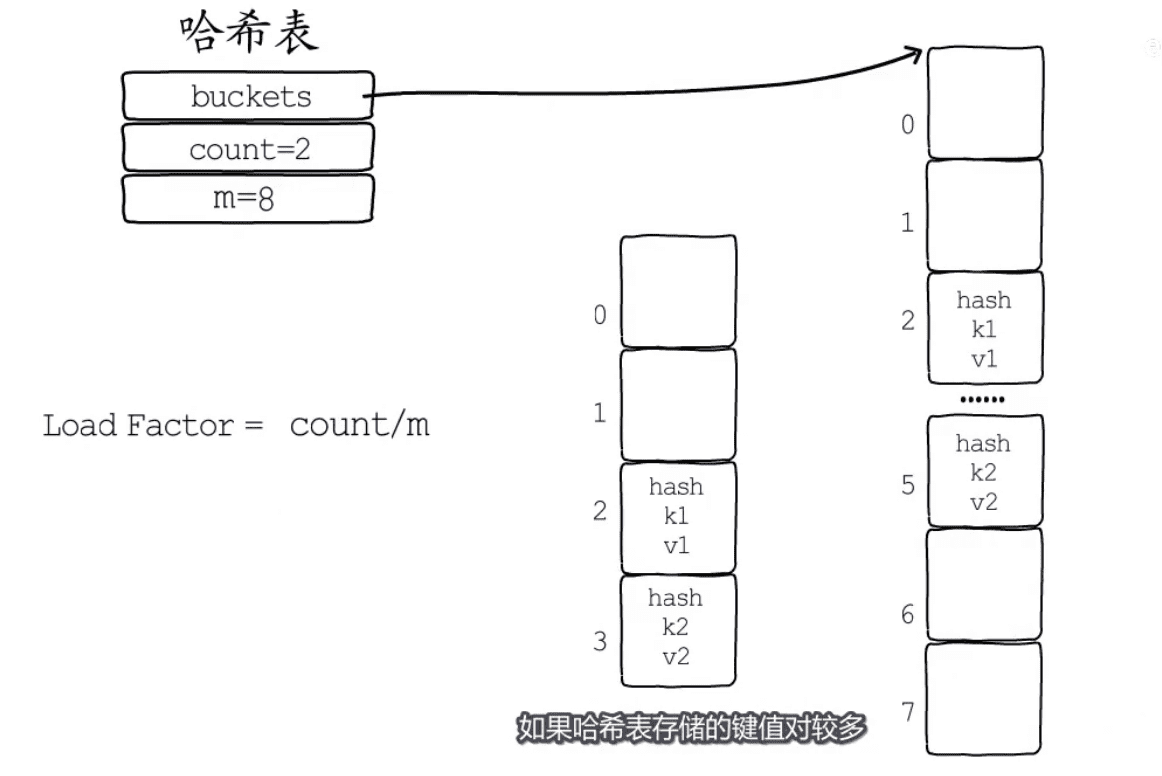 哈希表
buckets
count=2
m=8
Load Factor = count/m
0
1
2
hash
k1
v1
3
hash
k2
v2
0
1
2
hash
k1
v1
......
5
hash
k2
v2
6
7
如果哈希表存储的键值对较多